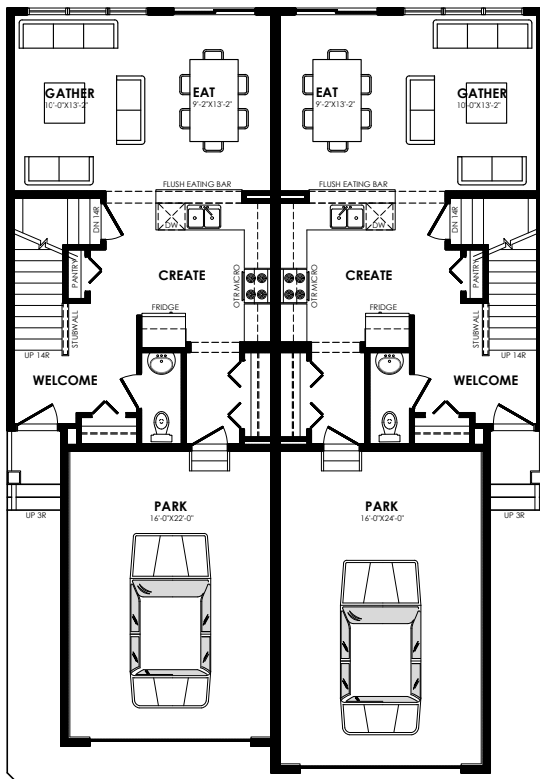 GATHER
10'-0"X13'-2"
EAT
9'-2"X13'-2"
EAT
9'-2"X13'-2"
GATHER
10'-0"X13'-2"
FLUSH EATING BAR
FLUSH EATING BAR
DN 14R
DW
DW
DN 14R
PANTRY
CREATE
OTR MICRO
OTR MICRO
CREATE
PANTRY
STUBWALL
FRIDGE
FRIDGE
STUBWALL
UP 14R
UP 14R
WELCOME
WELCOME
UP 3R
PARK
16'-0"X22'-0"
PARK
16'-0"X24'-0"
UP 3R